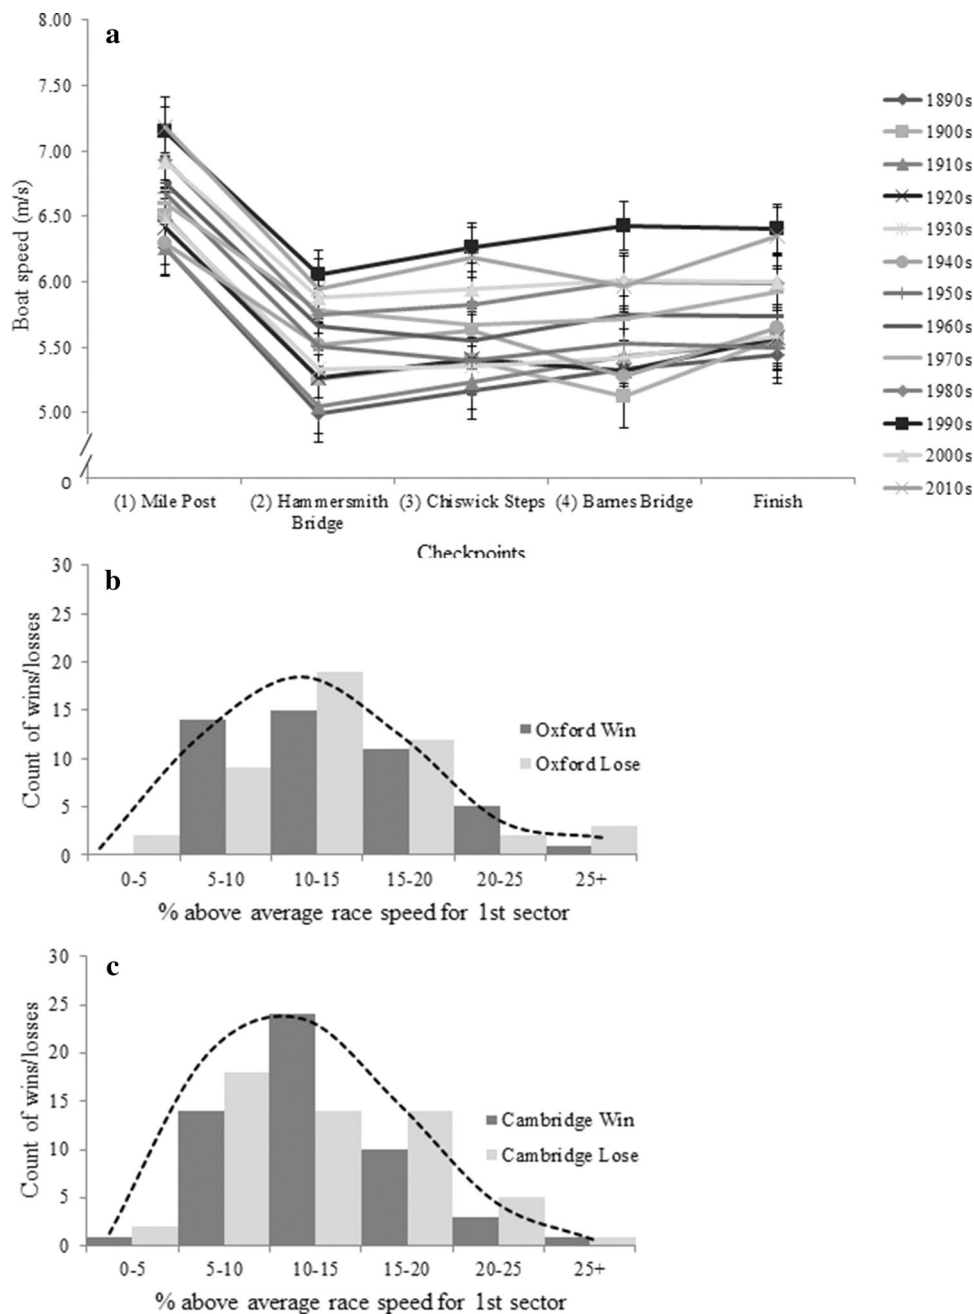 a
8.00
7.50
7.00
6.50
6.00
5.50
5.00
0
Boat speed (m/s)
(1) Mile Post
(2) Hammersmith
Bridge
(3) Chiswick Steps
(4) Barnes Bridge
Finish
Checkpoints
1890s
1900s
1910s
1920s
1930s
1940s
1950s
1960s
1970s
1980s
1990s
2000s
2010s
b
30
25
20
15
10
5
0
Count of wins/losses
Oxford Win
Oxford Lose
0-5 5-10 10-15 15-20 20-25 25+
% above average race speed for 1st sector
c
30
25
20
15
10
5
0
Count of wins/losses
Cambridge Win
Cambridge Lose
0-5 5-10 10-15 15-20 20-25 25+
% above average race speed for 1st sector